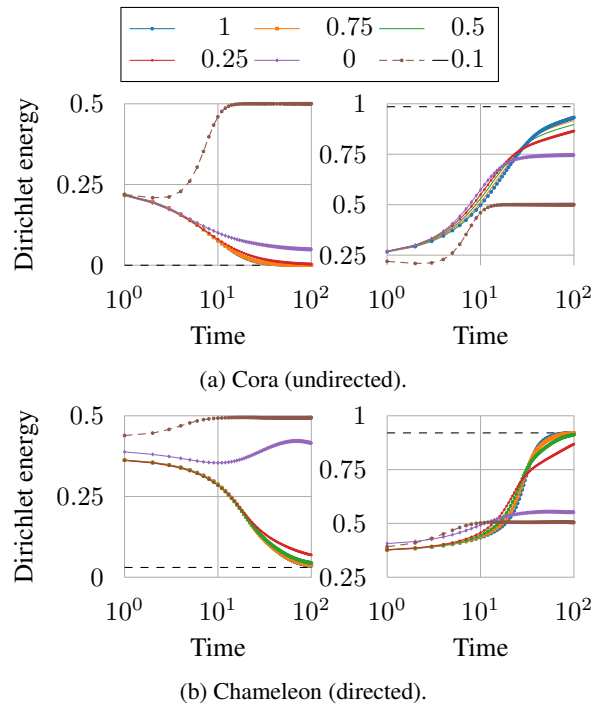 1 0.75 0.5
0.25 0 −0.1
Dirichlet energy
0.5
0.25
0
10^0 10^1 10^2
Time
1
0.75
0.5
0.25
10^0 10^1 10^2
Time
(a) Cora (undirected).
Dirichlet energy
0.5
0.25
0
10^0 10^1 10^2
Time
1
0.75
0.5
0.25
10^0 10^1 10^2
Time
(b) Chameleon (directed).